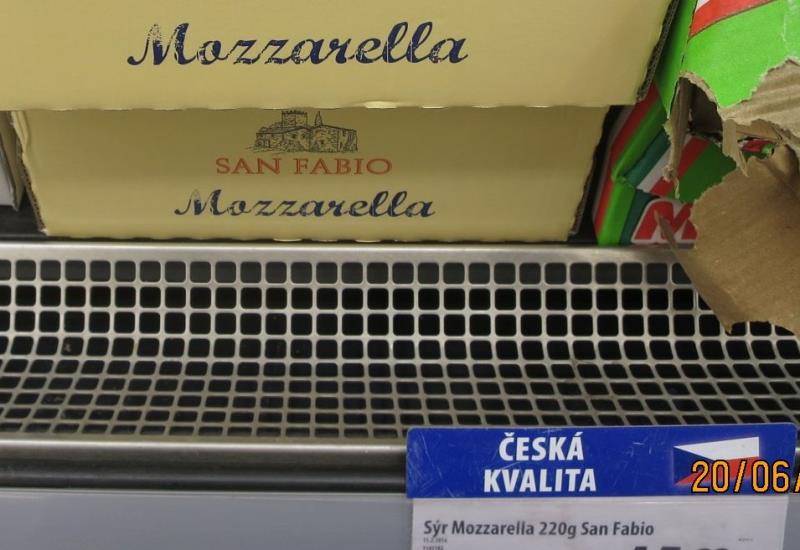 Mozzarella
SAN FABIO
Mozzarella
ČESKÁ
KVALITA
20/06/
Sýr Mozzarella 220g San Fabio